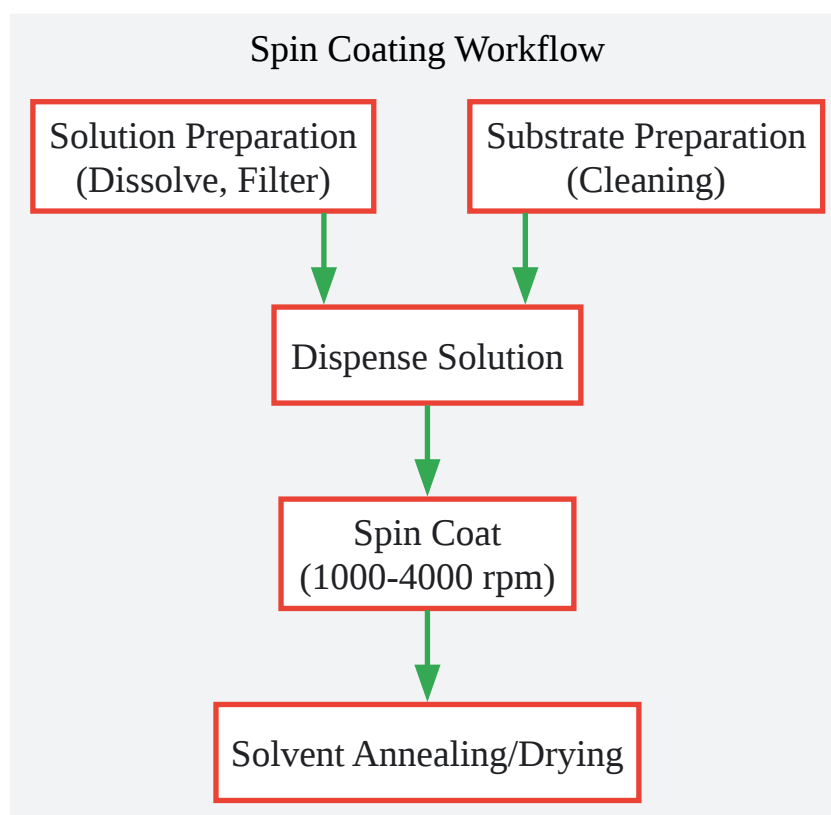 Spin Coating Workflow
Solution Preparation
(Dissolve, Filter)
Substrate Preparation
(Cleaning)
Dispense Solution
Spin Coat
(1000-4000 rpm)
Solvent Annealing/Drying